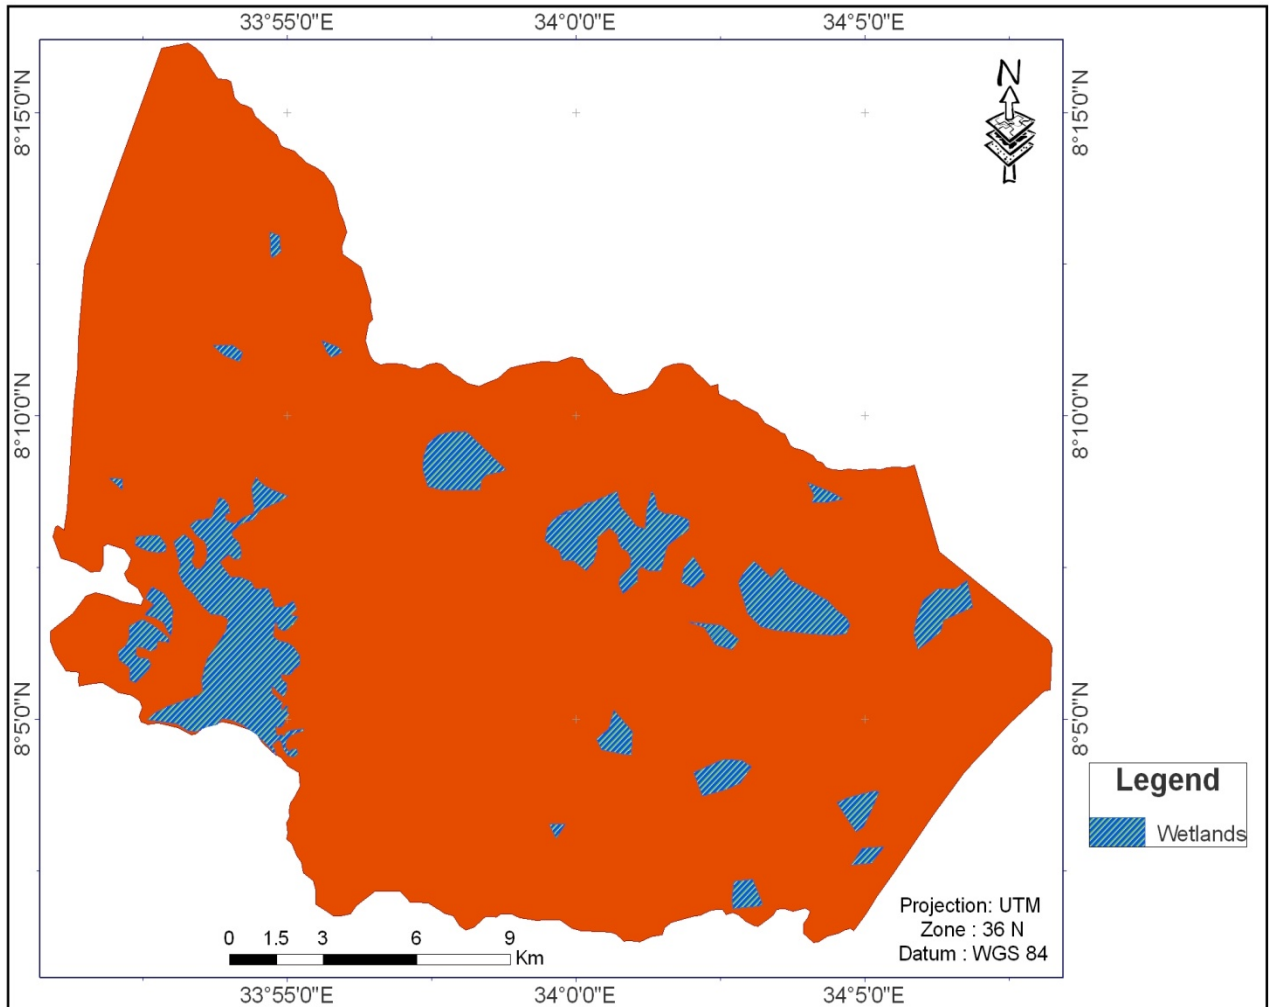 33°55'0"E 34°0'0"E 34°5'0"E
N
8°15'0"N 8°15'0"N
8°10'0"N 8°10'0"N
8°5'0"N 8°5'0"N
Legend
Wetlands
Projection: UTM
Zone : 36 N
Datum : WGS 84
0 1.5 3 6 9
Km
33°55'0"E 34°0'0"E 34°5'0"E